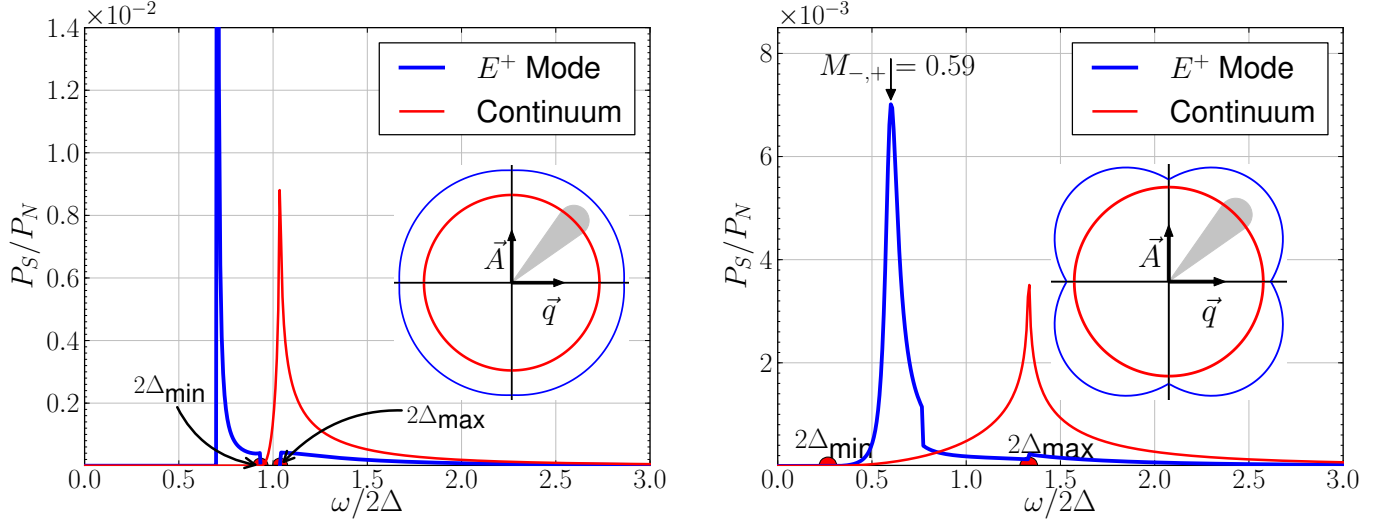 ×10⁻²
1.4
1.2
1.0
0.8
0.6
0.4
0.2
P_S/P_N
E⁺ Mode
Continuum
A⃗
q⃗
2Δmin
2Δmax
0.0
0.5
1.0
1.5
2.0
2.5
3.0
ω/2Δ
×10⁻³
8
6
4
2
0
P_S/P_N
M₋,₊ = 0.59
E⁺ Mode
Continuum
A⃗
q⃗
2Δmin
2Δmax
0.0
0.5
1.0
1.5
2.0
2.5
3.0
ω/2Δ